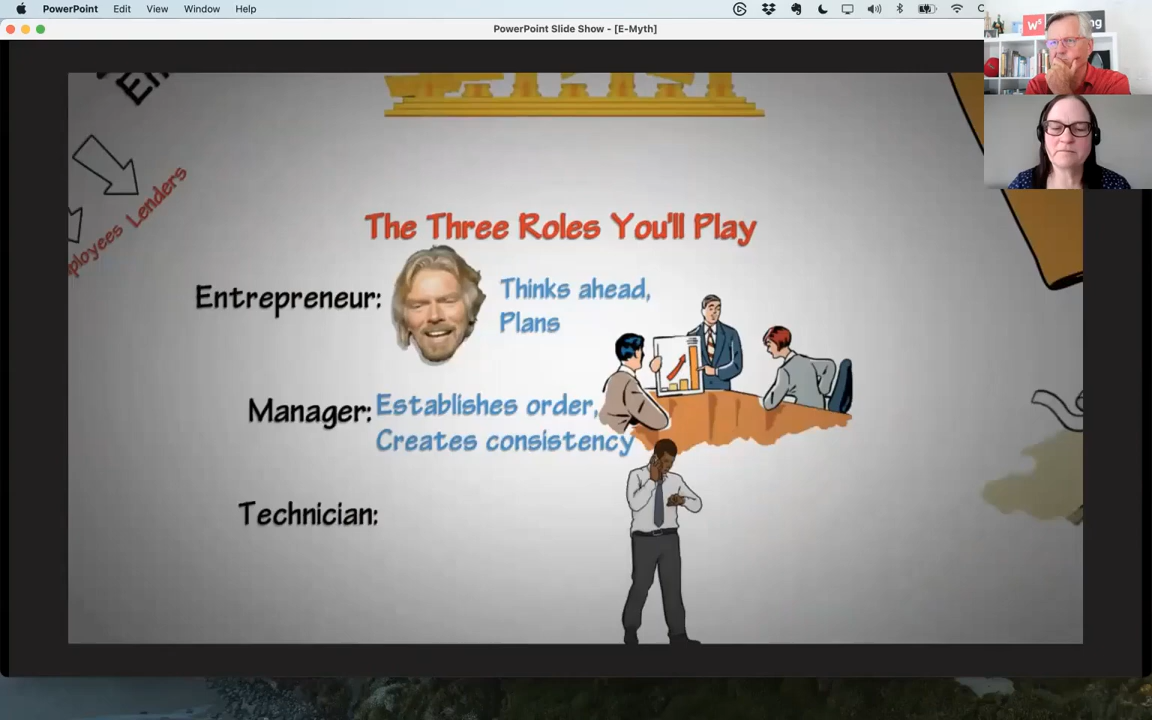 PowerPoint Edit View Window Help
PowerPoint Slide Show - [E-Myth]
The Three Roles You'll Play
Entrepreneur:
Thinks ahead,
Plans
Manager:
Establishes order,
Creates consistency
Technician:
Lenders